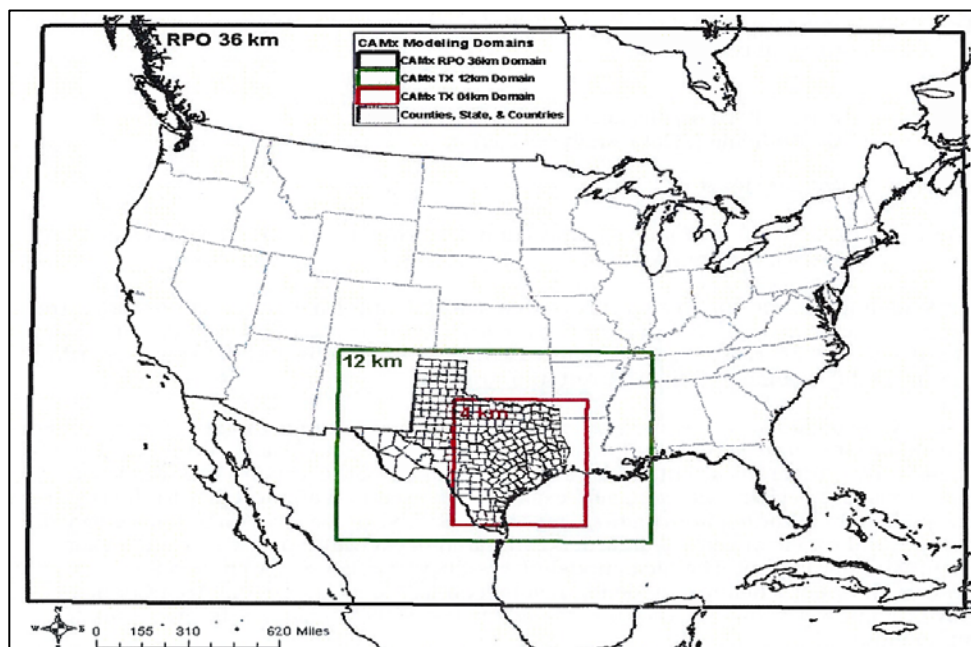 RPO 36 km
CAMx Modeling Domains
CAMx RPO 36km Domain
CAMx TX 12km Domain
CAMx TX 04km Domain
Counties, State, & Countries
12 km
4 km
N
W
E
S
0 155 310 620 Miles